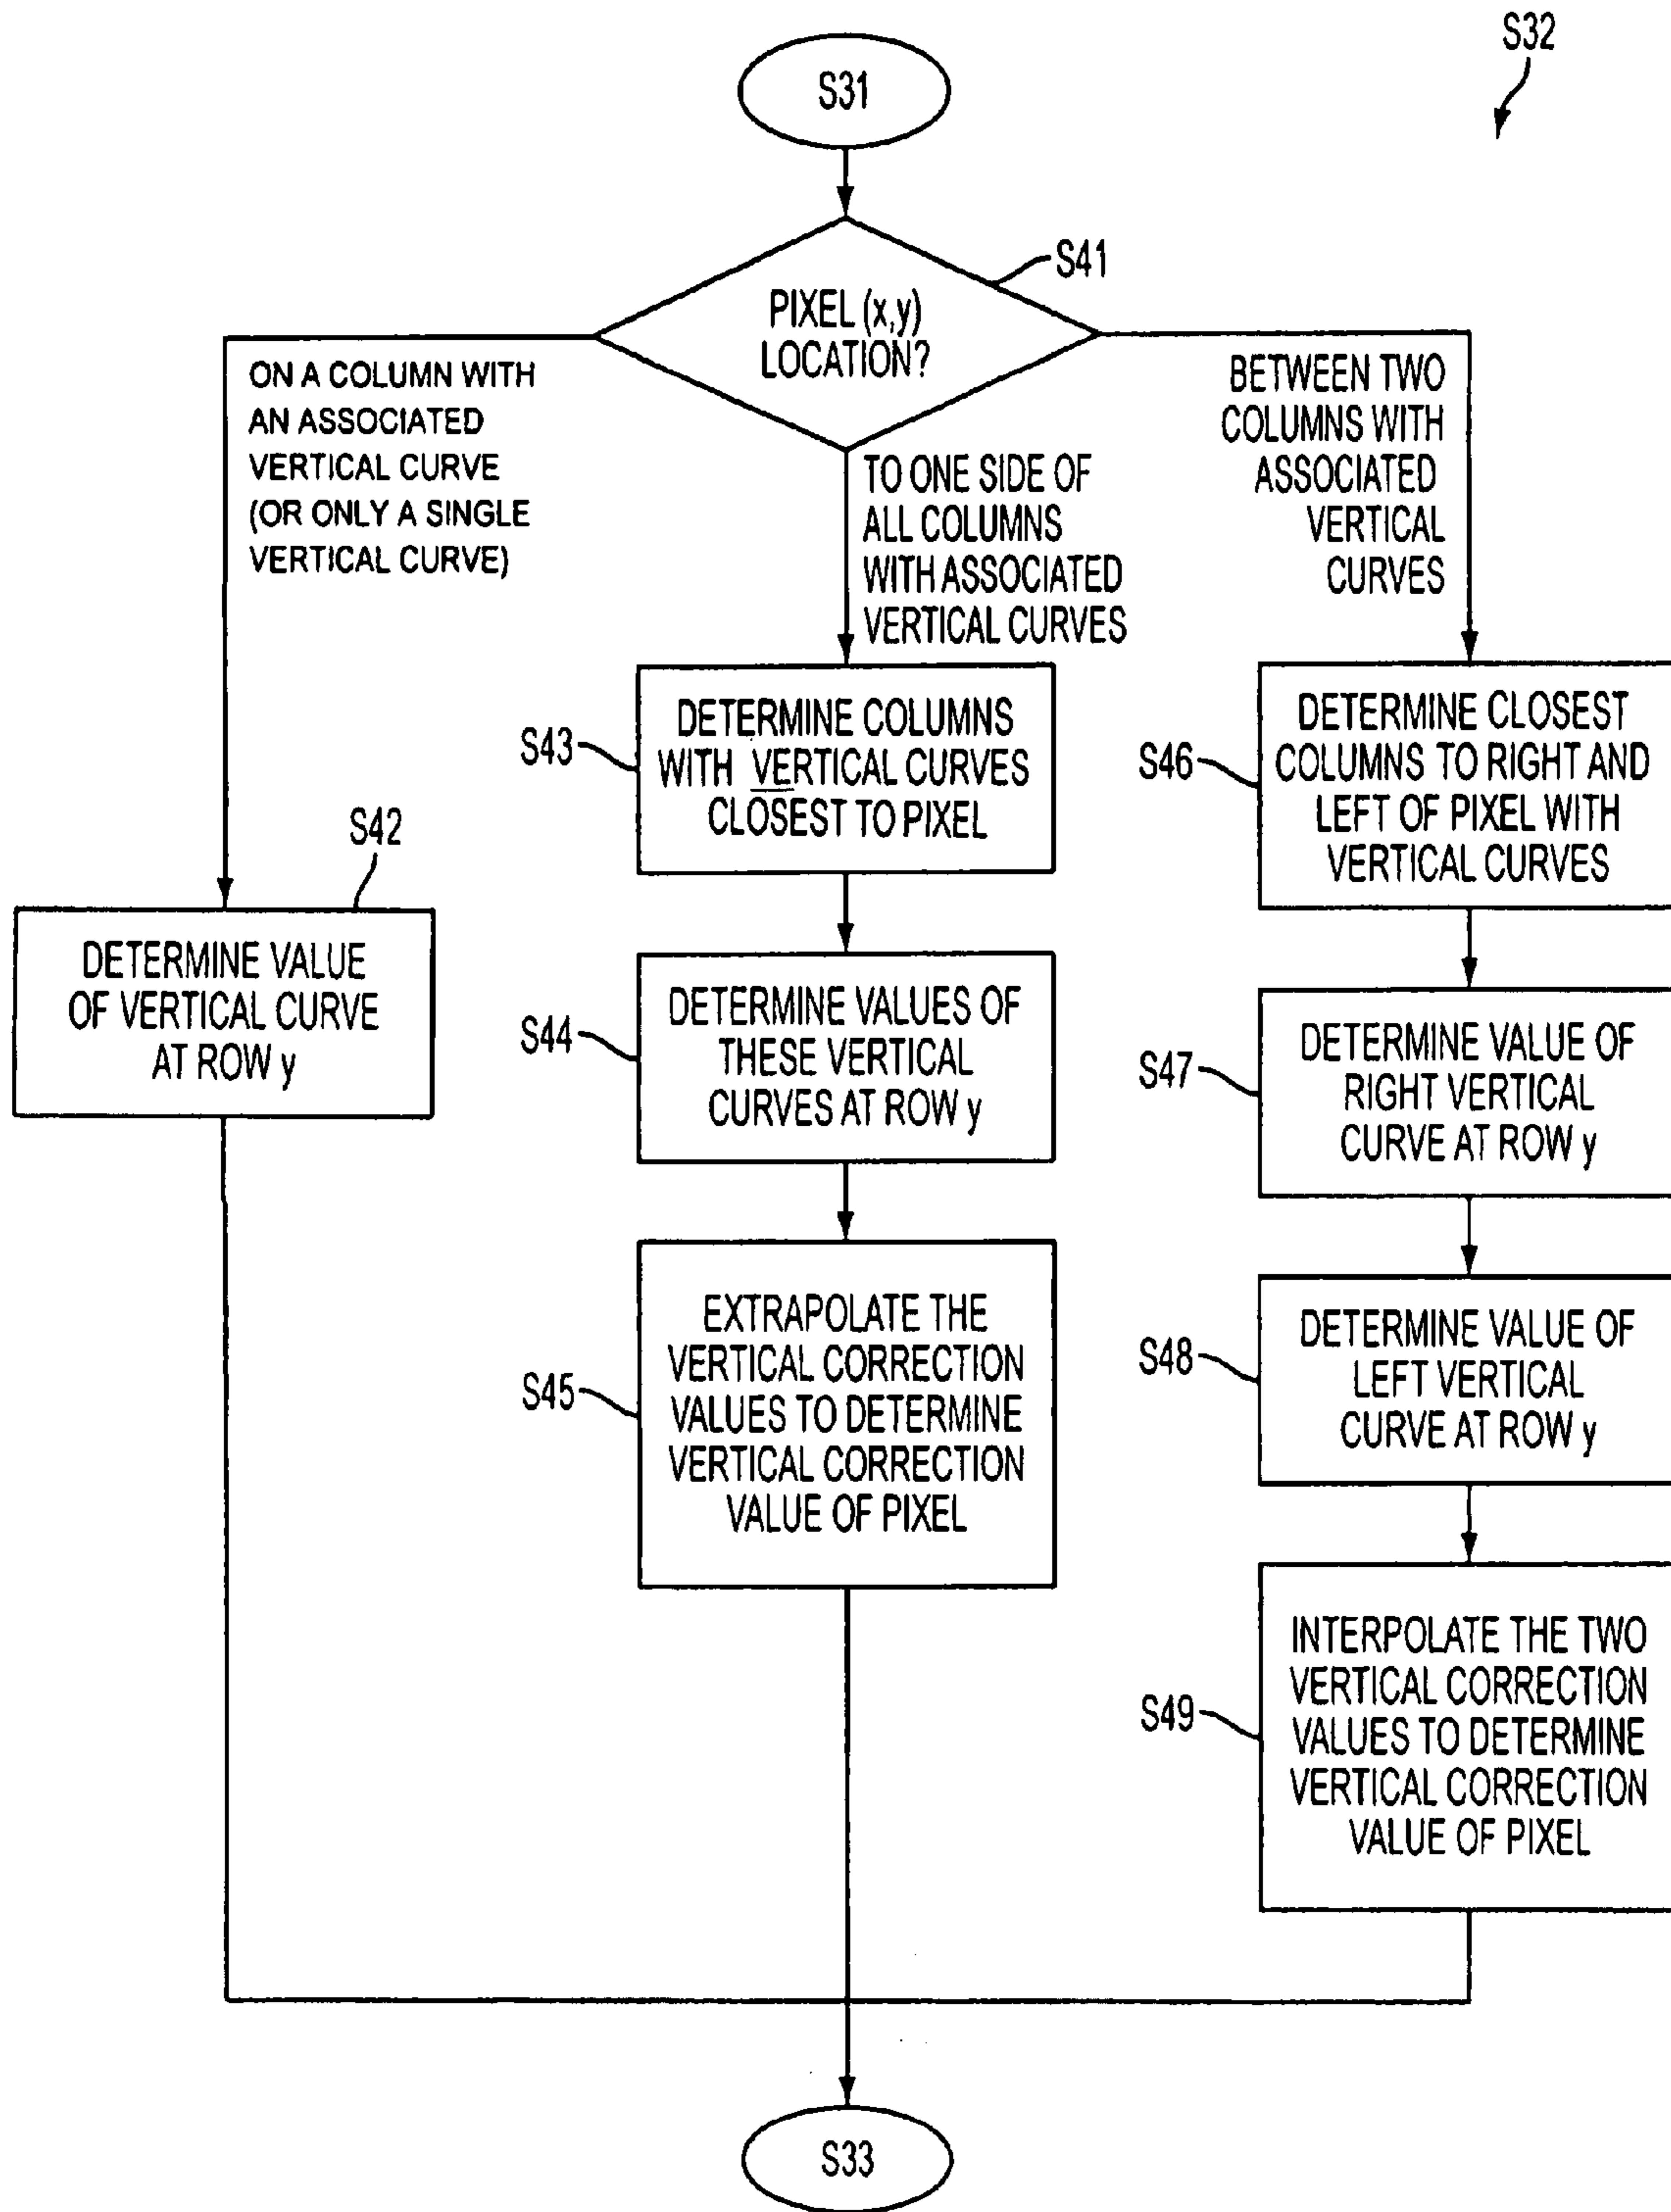 S32
S31
S41
PIXEL (x,y)
LOCATION?
ON A COLUMN WITH
AN ASSOCIATED
VERTICAL CURVE
(OR ONLY A SINGLE
VERTICAL CURVE)
TO ONE SIDE OF
ALL COLUMNS
WITH ASSOCIATED
VERTICAL CURVES
BETWEEN TWO
COLUMNS WITH
ASSOCIATED
VERTICAL
CURVES
S42
DETERMINE VALUE
OF VERTICAL CURVE
AT ROW y
S43
DETERMINE COLUMNS
WITH VERTICAL CURVES
CLOSEST TO PIXEL
S44
DETERMINE VALUES OF
THESE VERTICAL
CURVES AT ROW y
S45
EXTRAPOLATE THE
VERTICAL CORRECTION
VALUES TO DETERMINE
VERTICAL CORRECTION
VALUE OF PIXEL
S46
DETERMINE CLOSEST
COLUMNS TO RIGHT AND
LEFT OF PIXEL WITH
VERTICAL CURVES
S47
DETERMINE VALUE OF
RIGHT VERTICAL
CURVE AT ROW y
S48
DETERMINE VALUE OF
LEFT VERTICAL
CURVE AT ROW y
S49
INTERPOLATE THE TWO
VERTICAL CORRECTION
VALUES TO DETERMINE
VERTICAL CORRECTION
VALUE OF PIXEL
S33